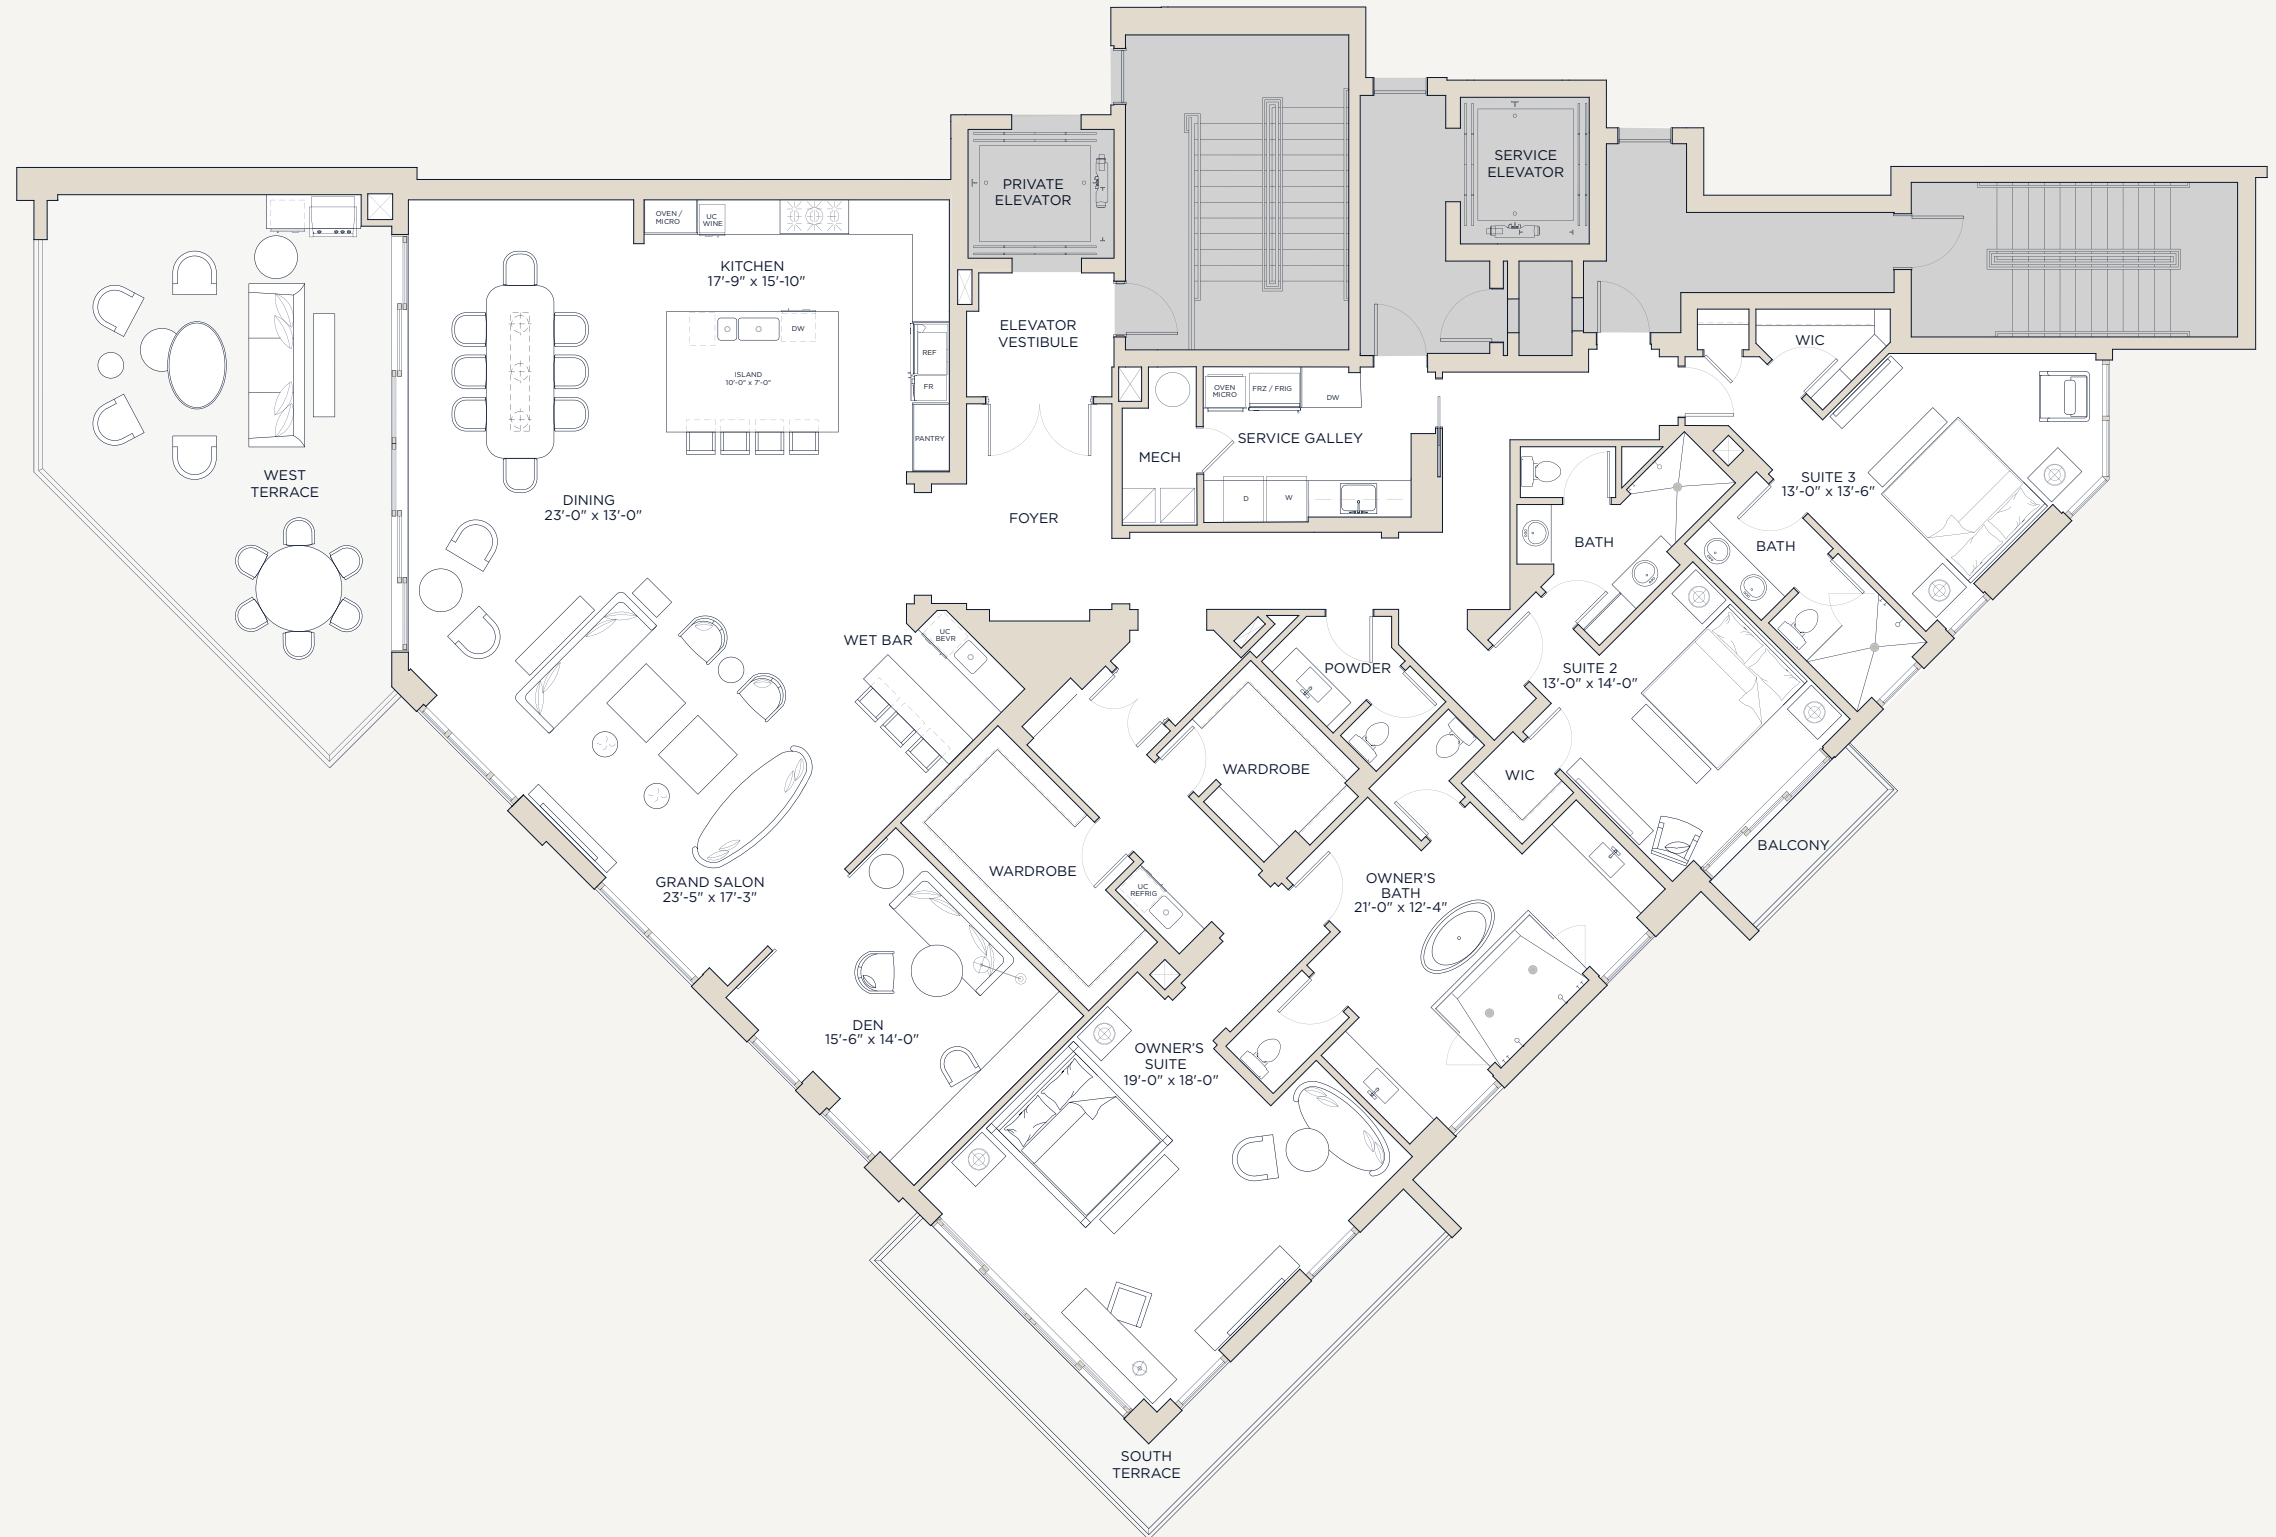 SERVICE
ELEVATOR
PRIVATE
ELEVATOR
OVEN /
MICRO
UC
WINE
KITCHEN
17'-9" x 15'-10"
DW
ISLAND
10'-0" x 7'-0"
REF
FR
PANTRY
ELEVATOR
VESTIBULE
WIC
OVEN
MICRO
FRZ / FRIG
DW
SERVICE GALLEY
MECH
D
W
WEST
TERRACE
DINING
23'-0" x 13'-0"
FOYER
SUITE 3
13'-0" x 13'-6"
BATH
BATH
WET BAR
UC
BEVR
POWDER
SUITE 2
13'-0" x 14'-0"
WARDROBE
WIC
BALCONY
GRAND SALON
23'-5" x 17'-3"
WARDROBE
UC
REFRIG
OWNER'S
BATH
21'-0" x 12'-4"
DEN
15'-6" x 14'-0"
OWNER'S
SUITE
19'-0" x 18'-0"
SOUTH
TERRACE